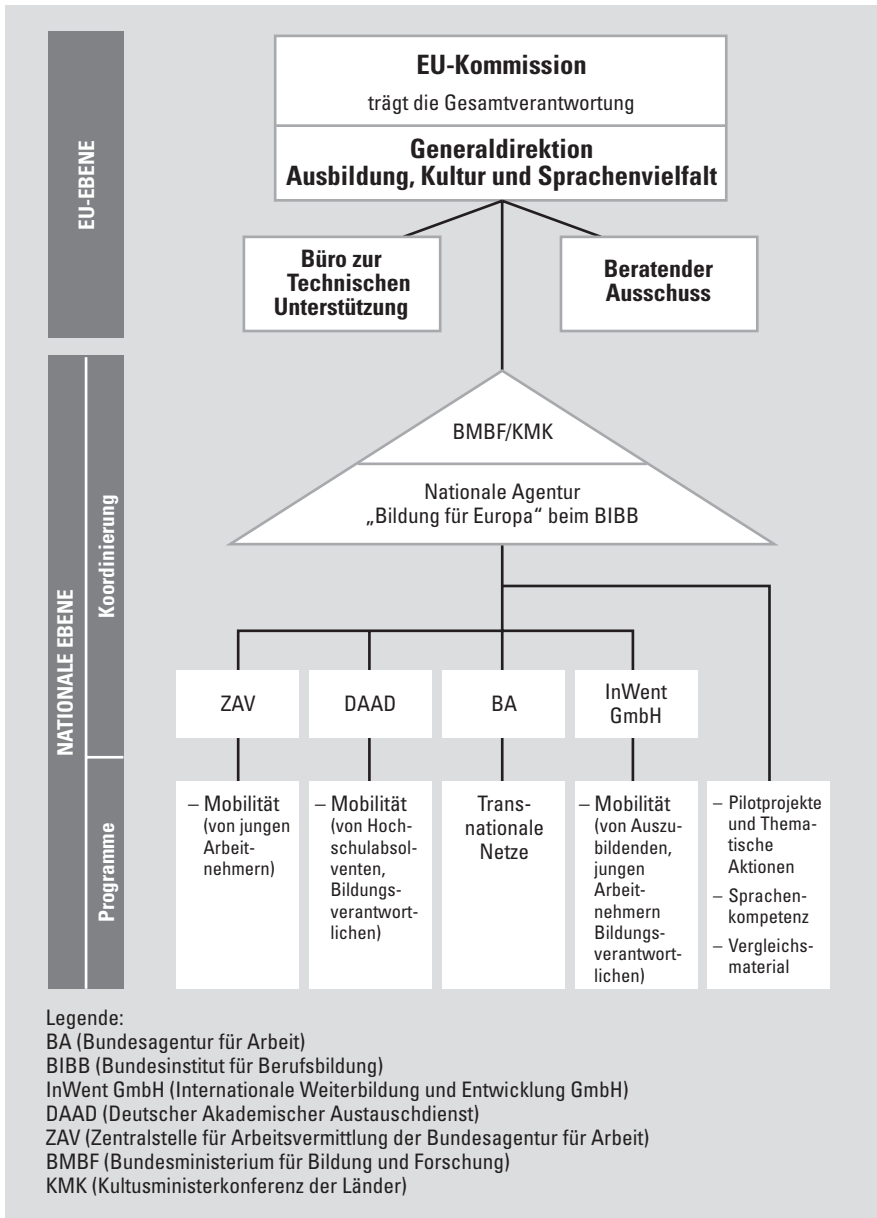 EU-EBENE
EU-Kommission
trägt die Gesamtverantwortung
Generaldirektion
Ausbildung, Kultur und Sprachenvielfalt
Büro zur
Technischen
Unterstützung
Beratender
Ausschuss
NATIONALE EBENE
Koordinierung
BMBF/KMK
Nationale Agentur
„Bildung für Europa“ beim BIBB
ZAV
DAAD
BA
InWent
GmbH
Programme
– Mobilität
(von jungen
Arbeit-
nehmern)
– Mobilität
(von Hoch-
schulabsol-
venten,
Bildungs-
verantwort-
lichen)
Trans-
nationale
Netze
– Mobilität
(von Auszu-
bildenden,
jungen
Arbeit-
nehmern
Bildungs-
verantwort-
lichen)
– Pilotprojekte
und Thema-
tische
Aktionen
– Sprachen-
kompetenz
– Vergleichs-
material
Legende:
BA (Bundesagentur für Arbeit)
BIBB (Bundesinstitut für Berufsbildung)
InWent GmbH (Internationale Weiterbildung und Entwicklung GmbH)
DAAD (Deutscher Akademischer Austauschdienst)
ZAV (Zentralstelle für Arbeitsvermittlung der Bundesagentur für Arbeit)
BMBF (Bundesministerium für Bildung und Forschung)
KMK (Kultusministerkonferenz der Länder)